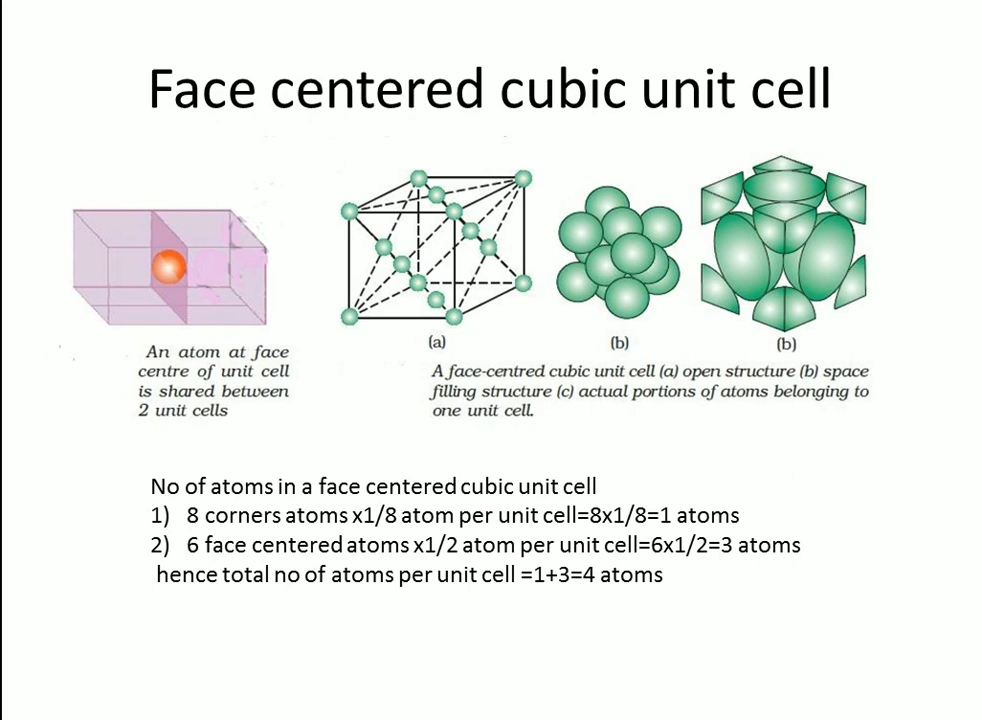 Face centered cubic unit cell
An atom at face
centre of unit cell
is shared between
2 unit cells
(a)
(b)
(b)
A face-centred cubic unit cell (a) open structure (b) space
filling structure (c) actual portions of atoms belonging to
one unit cell.
No of atoms in a face centered cubic unit cell
1) 8 corners atoms x1/8 atom per unit cell=8x1/8=1 atoms
2) 6 face centered atoms x1/2 atom per unit cell=6x1/2=3 atoms
hence total no of atoms per unit cell =1+3=4 atoms